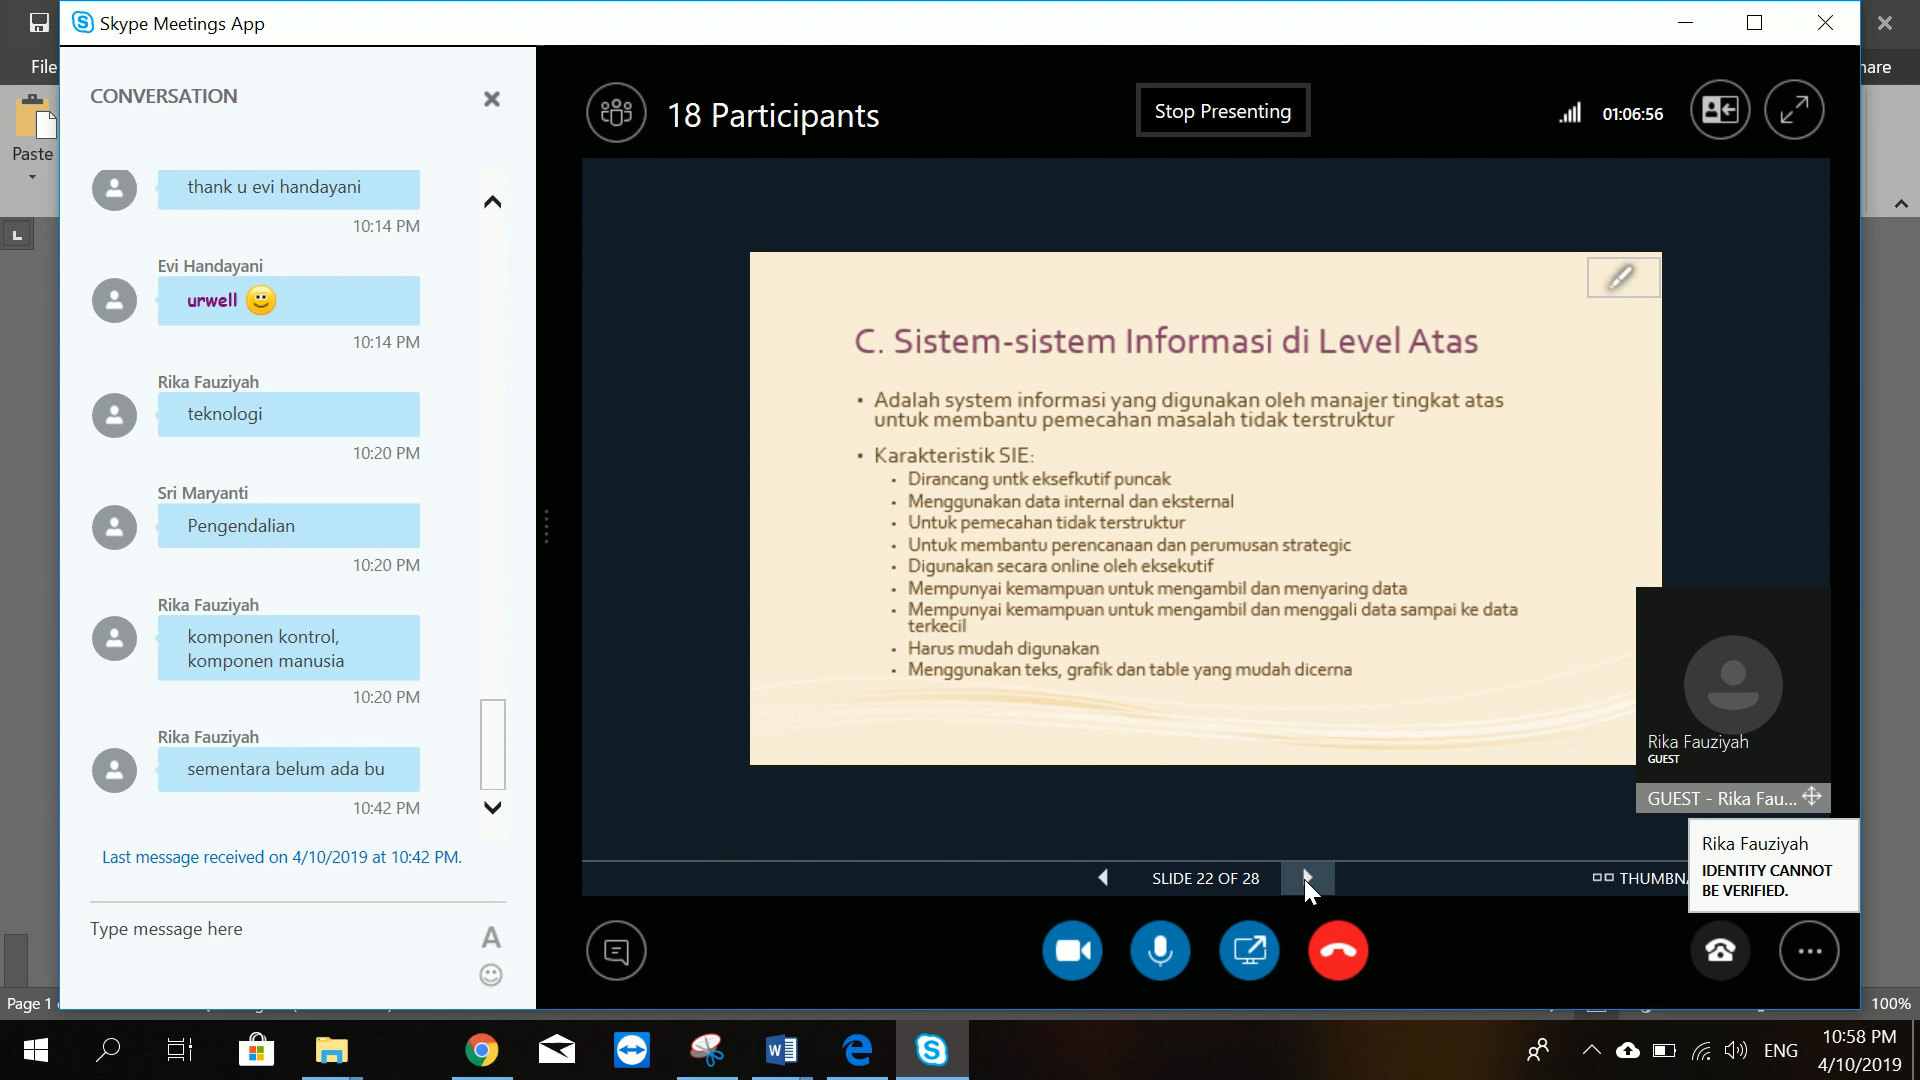 Skype Meetings App
File
Paste
Page 1
are
100%
CONVERSATION
thank u evi handayani
10:14 PM
Evi Handayani
urwell
10:14 PM
Rika Fauziyah
teknologi
10:20 PM
Sri Maryanti
Pengendalian
10:20 PM
Rika Fauziyah
komponen kontrol,
komponen manusia
10:20 PM
Rika Fauziyah
sementara belum ada bu
10:42 PM
Last message received on 4/10/2019 at 10:42 PM.
Type message here
A
18 Participants
Stop Presenting
01:06:56
C. Sistem-sistem Informasi di Level Atas
• Adalah system informasi yang digunakan oleh manajer tingkat atas
untuk membantu pemecahan masalah tidak terstruktur
• Karakteristik SIE:
• Dirancang untk eksefkutif puncak
• Menggunakan data internal dan eksternal
• Untuk pemecahan tidak terstruktur
• Untuk membantu perencanaan dan perumusan strategic
• Digunakan secara online oleh eksekutif
• Mempunyai kemampuan untuk mengambil dan menyaring data
• Mempunyai kemampuan untuk mengambil dan menggali data sampai ke data
terkecil
• Harus mudah digunakan
• Menggunakan teks, grafik dan table yang mudah dicerna
Rika Fauziyah
GUEST
GUEST - Rika Fau...
Rika Fauziyah
IDENTITY CANNOT
BE VERIFIED.
SLIDE 22 OF 28
THUMBN
ENG
10:58 PM
4/10/2019